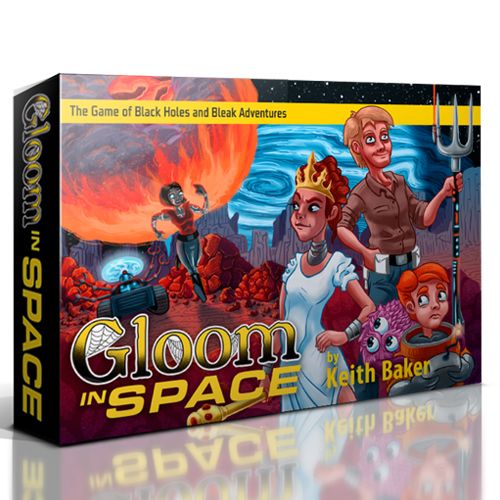 The Game of Black Holes and Bleak Adventures
Gloom
IN SPACE
by
Keith Baker
Gloom
IN
SPACE